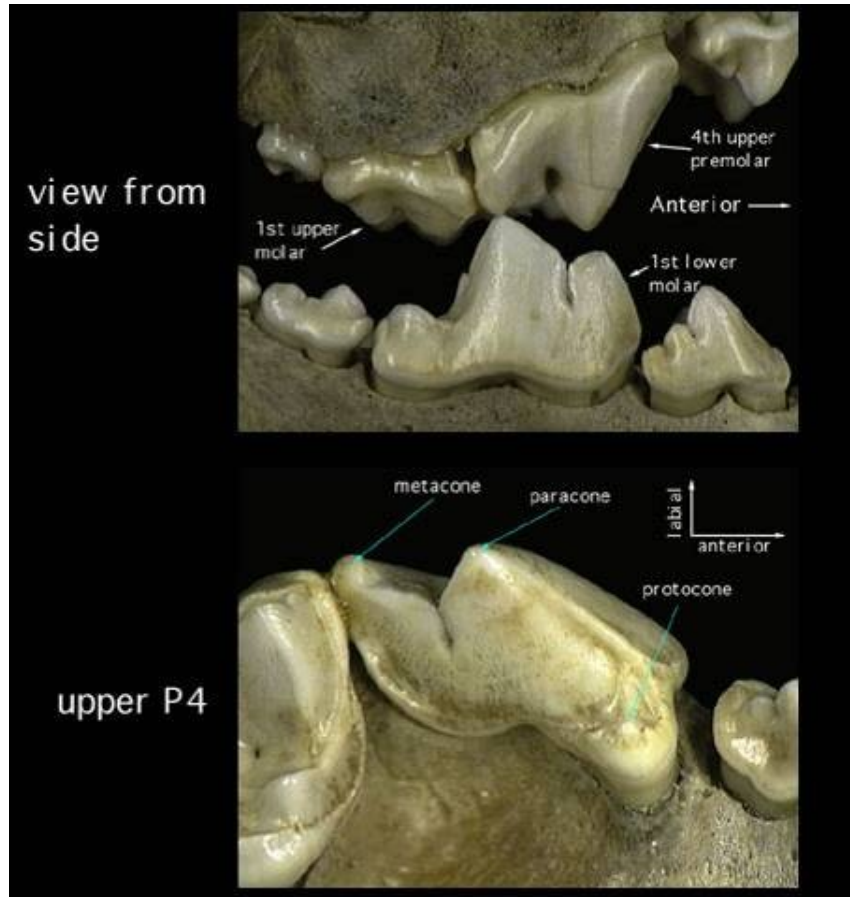 view from
side
4th upper
premolar
Anterior
1st upper
molar
1st lower
molar
metacone
paracone
labial
anterior
protocone
upper P4